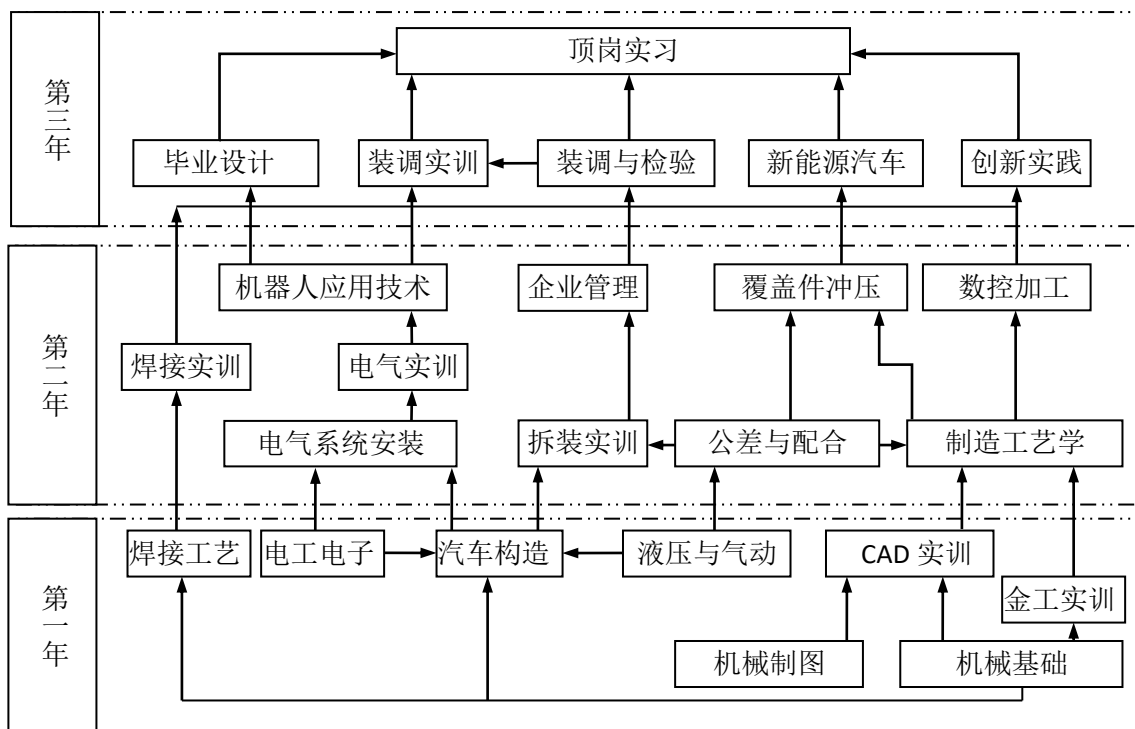 顶岗实习
第三年
毕业设计
装调实训
装调与检验
新能源汽车
创新实践
机器人应用技术
企业管理
覆盖件冲压
数控加工
第二年
焊接实训
电气实训
电气系统安装
拆装实训
公差与配合
制造工艺学
焊接工艺
电工电子
汽车构造
液压与气动
CAD 实训
第一年
金工实训
机械制图
机械基础